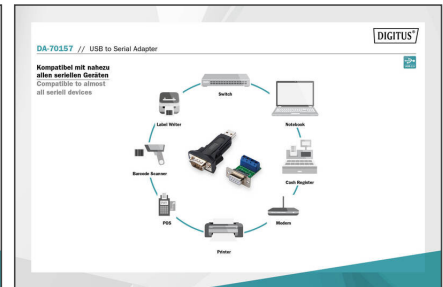 DIGITUS®
DA-70157 // USB to Serial Adapter
Kompatibel mit nahezu
allen seriellen Geräten
Compatible to almost
all seriell devices
Switch
Label Writer
Notebook
Barcode Scanner
Cash Register
POS
Modem
Printer